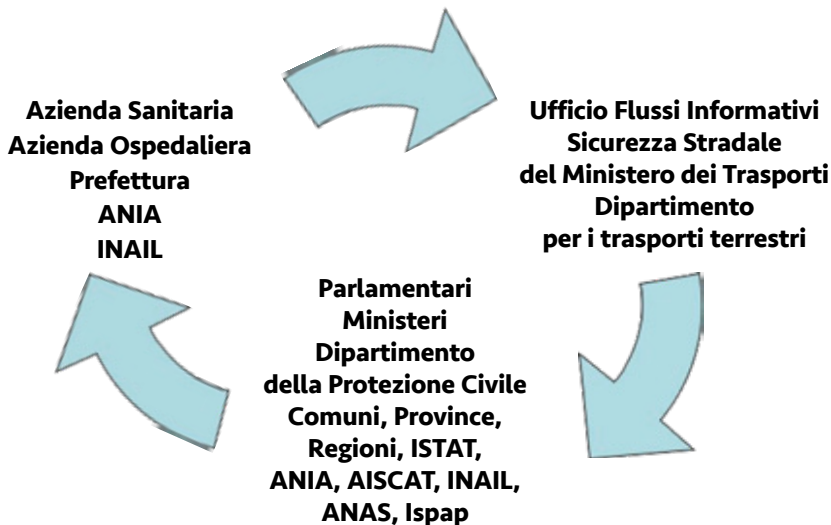 Azienda Sanitaria
Azienda Ospedaliera
Prefettura
ANIA
INAIL
Ufficio Flussi Informativi
Sicurezza Stradale
del Ministero dei Trasporti
Dipartimento
per i trasporti terrestri
Parlamentari
Ministeri
Dipartimento
della Protezione Civile
Comuni, Province,
Regioni, ISTAT,
ANIA, AISCAT, INAIL,
ANAS, Ispap